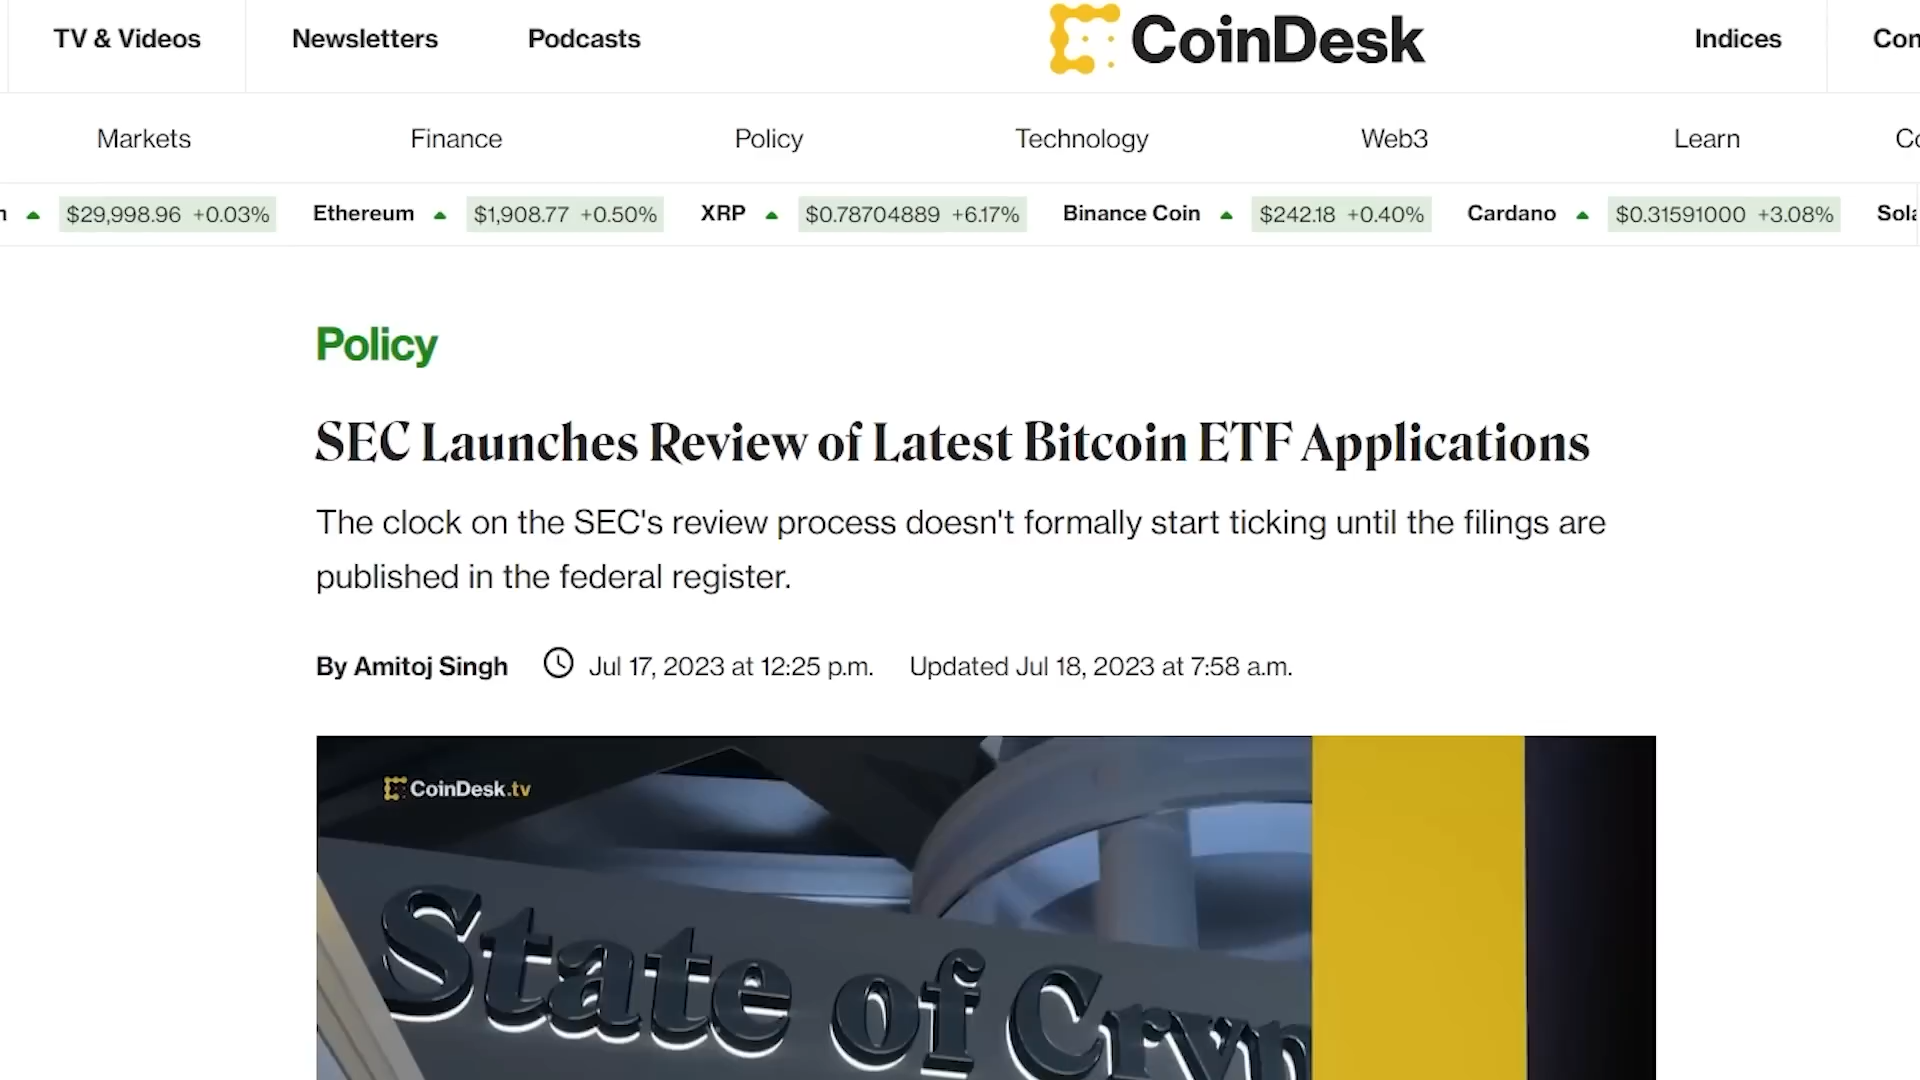 TV & Videos Newsletters Podcasts CoinDesk Indices
Markets Finance Policy Technology Web3 Learn
$29,998.96 +0.03% Ethereum $1,908.77 +0.50% XRP $0.78704889 +6.17% Binance Coin $242.18 +0.40% Cardano $0.31591000 +3.08%
Policy
SEC Launches Review of Latest Bitcoin ETF Applications
The clock on the SEC's review process doesn't formally start ticking until the filings are
published in the federal register.
By Amitoj Singh Jul 17, 2023 at 12:25 p.m. Updated Jul 18, 2023 at 7:58 a.m.
CoinDesk.tv
State of Cryp